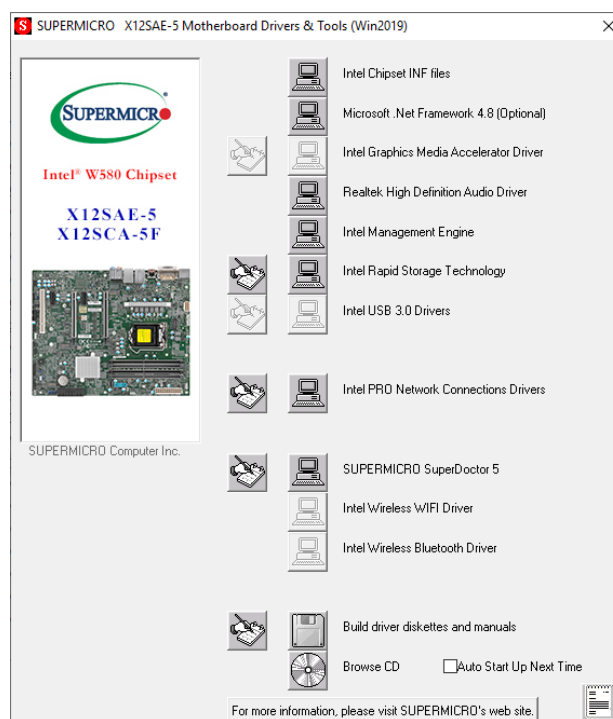 SUPERMICRO X12SAE-5 Motherboard Drivers & Tools (Win2019)
SUPERMICRO
Intel® W580 Chipset
X12SAE-5
X12SCA-5F
SUPERMICRO Computer Inc.
Intel Chipset INF files
Microsoft .Net Framework 4.8 (Optional)
Intel Graphics Media Accelerator Driver
Realtek High Definition Audio Driver
Intel Management Engine
Intel Rapid Storage Technology
Intel USB 3.0 Drivers
Intel PRO Network Connections Drivers
SUPERMICRO SuperDoctor 5
Intel Wireless WIFI Driver
Intel Wireless Bluetooth Driver
Build driver diskettes and manuals
Browse CD Auto Start Up Next Time
For more information, please visit SUPERMICRO's web site.